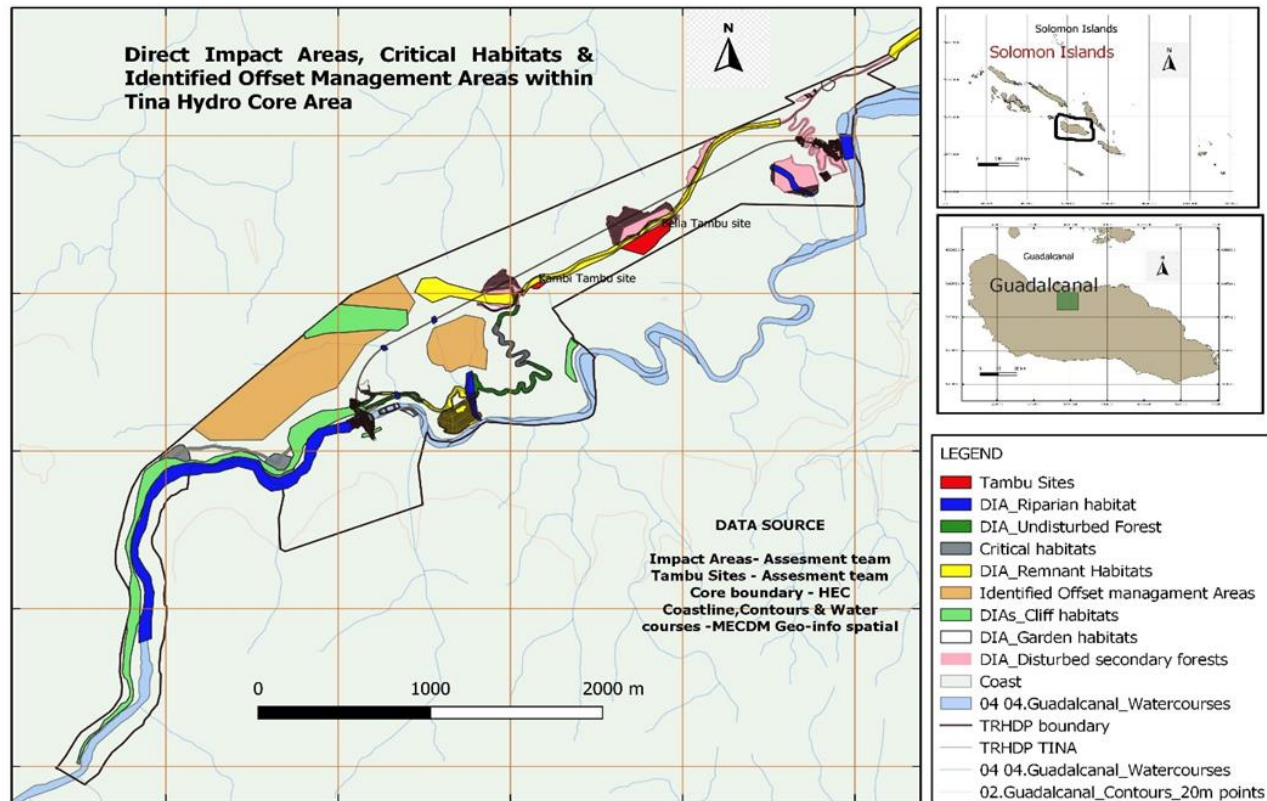 Direct Impact Areas, Critical Habitats &
Identified Offset Management Areas within
Tina Hydro Core Area
N
Bella Tambu site
Kambi Tambu site
DATA SOURCE
Impact Areas- Assesment team
Tambu Sites - Assesment team
Core boundary - HEC
Coastline,Contours & Water
courses -MECDM Geo-info spatial
0 1000 2000 m
Solomon Islands
Solomon Islands
N
Guadalcanal
Guadalcanal
N
LEGEND
Tambu Sites
DIA_Riparian habitat
DIA_Undisturbed Forest
Critical habitats
DIA_Remnant Habitats
Identified Offset managament Areas
DIAs_Cliff habitats
DIA_Garden habitats
DIA_Disturbed secondary forests
Coast
04 04.Guadalcanal_Watercourses
TRHDP boundary
TRHDP TINA
04 04.Guadalcanal_Watercourses
02.Guadalcanal_Contours_20m points